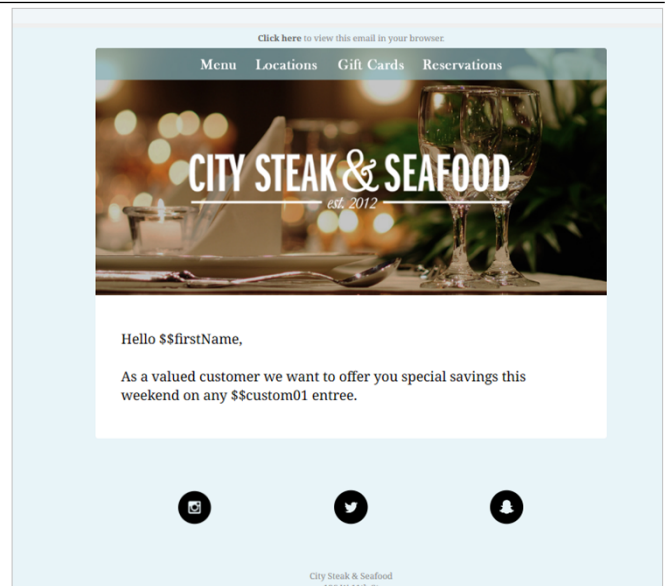 Click here to view this email in your browser.
Menu Locations Gift Cards Reservations
CITY STEAK & SEAFOOD
est. 2012
Hello $$firstName,
As a valued customer we want to offer you special savings this
weekend on any $$custom01 entree.
City Steak & Seafood